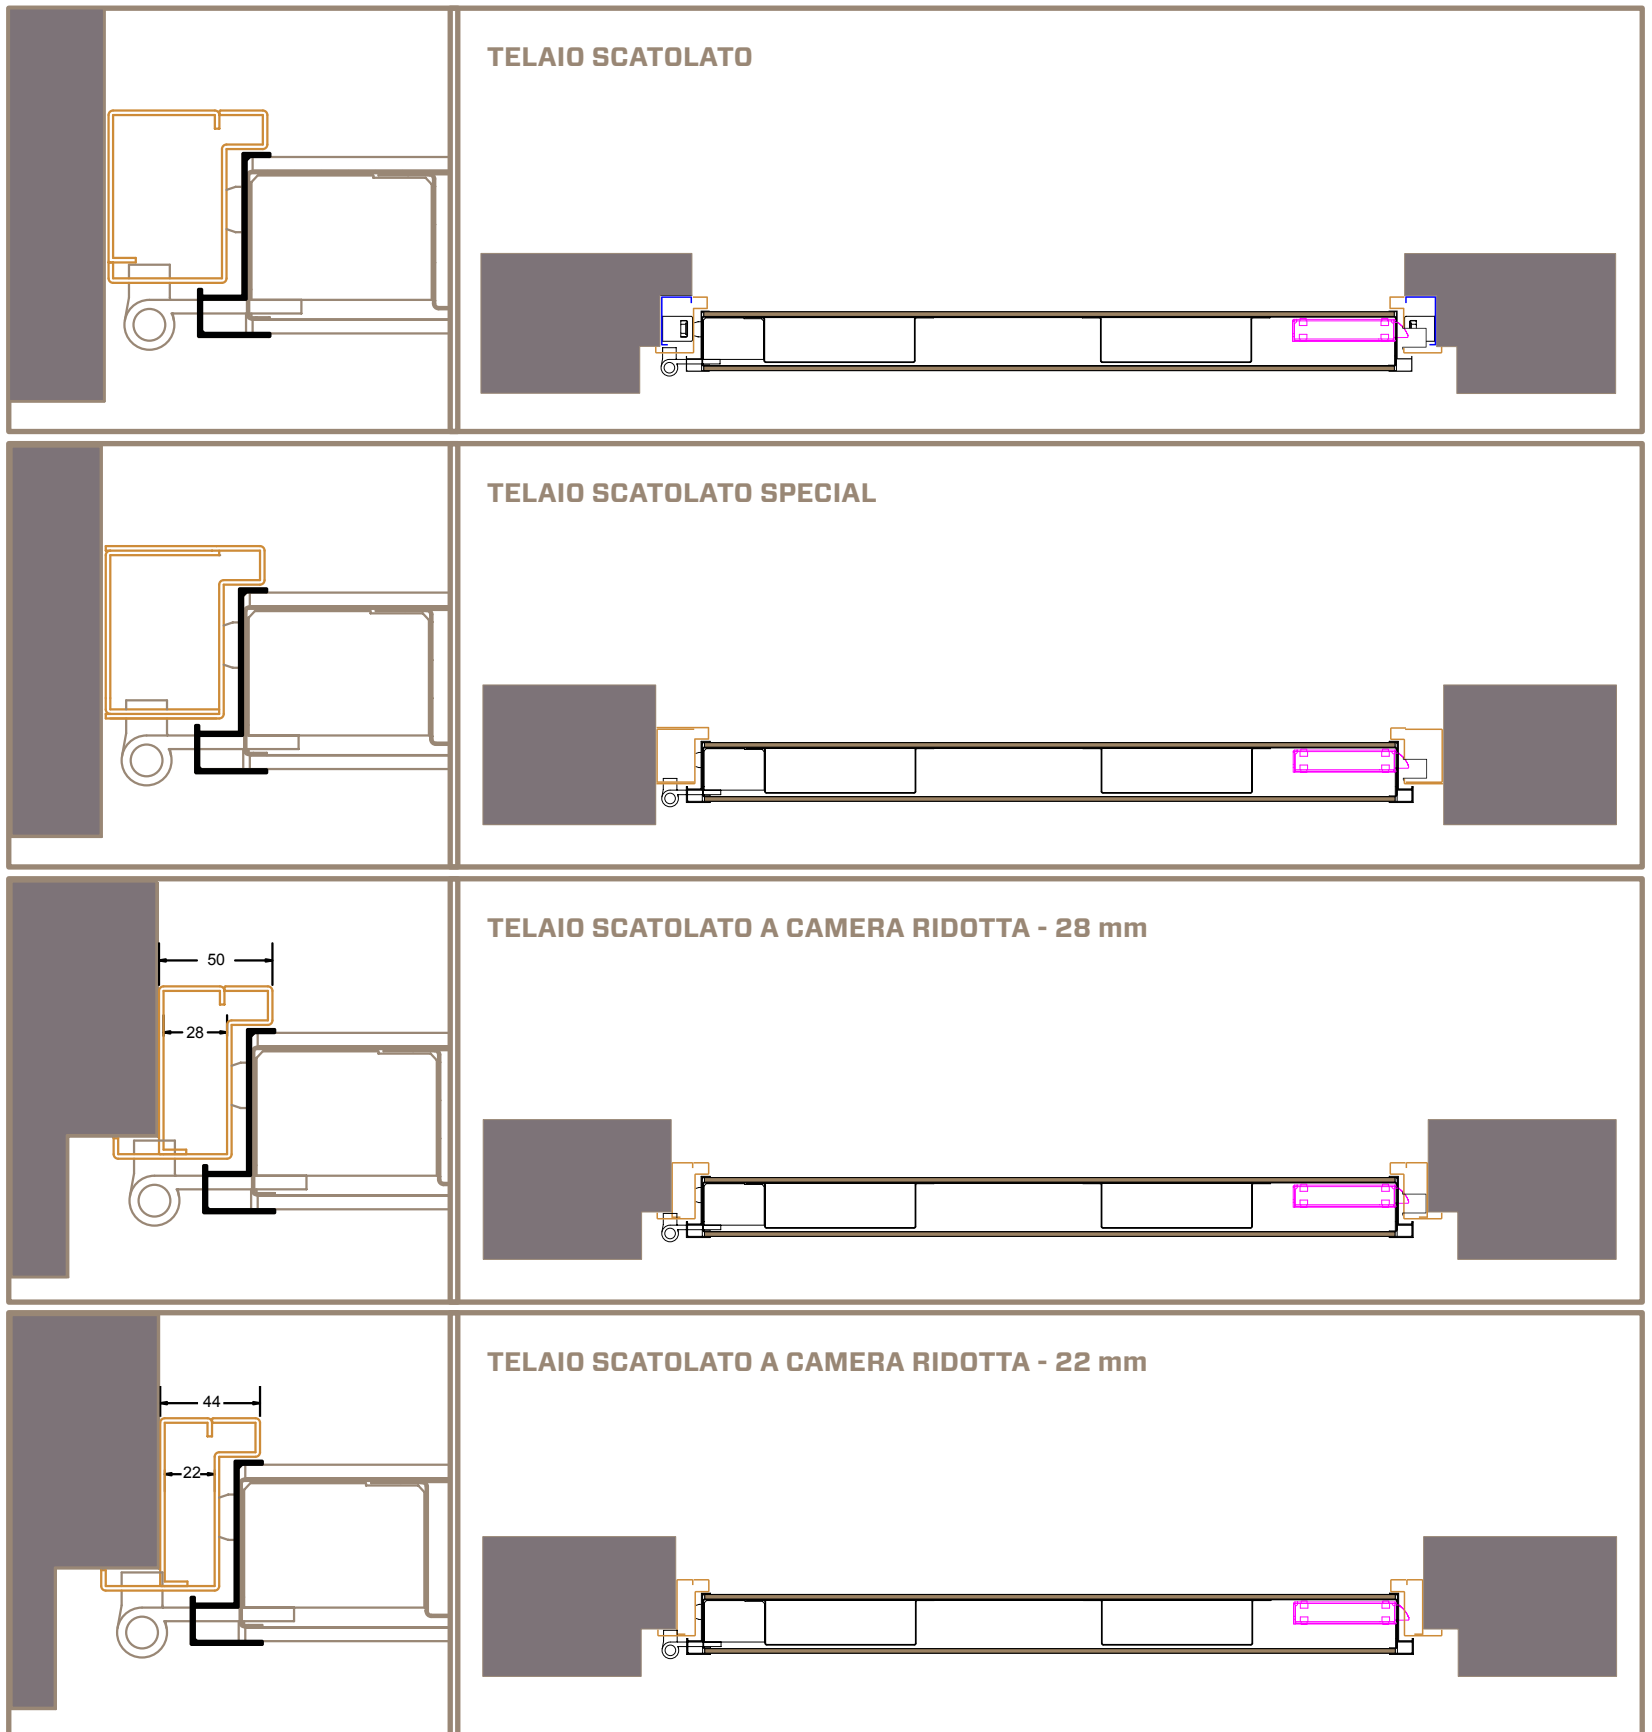 TELAIO SCATOLATO
TELAIO SCATOLATO SPECIAL
TELAIO SCATOLATO A CAMERA RIDOTTA - 28 mm
50
28
TELAIO SCATOLATO A CAMERA RIDOTTA - 22 mm
44
22